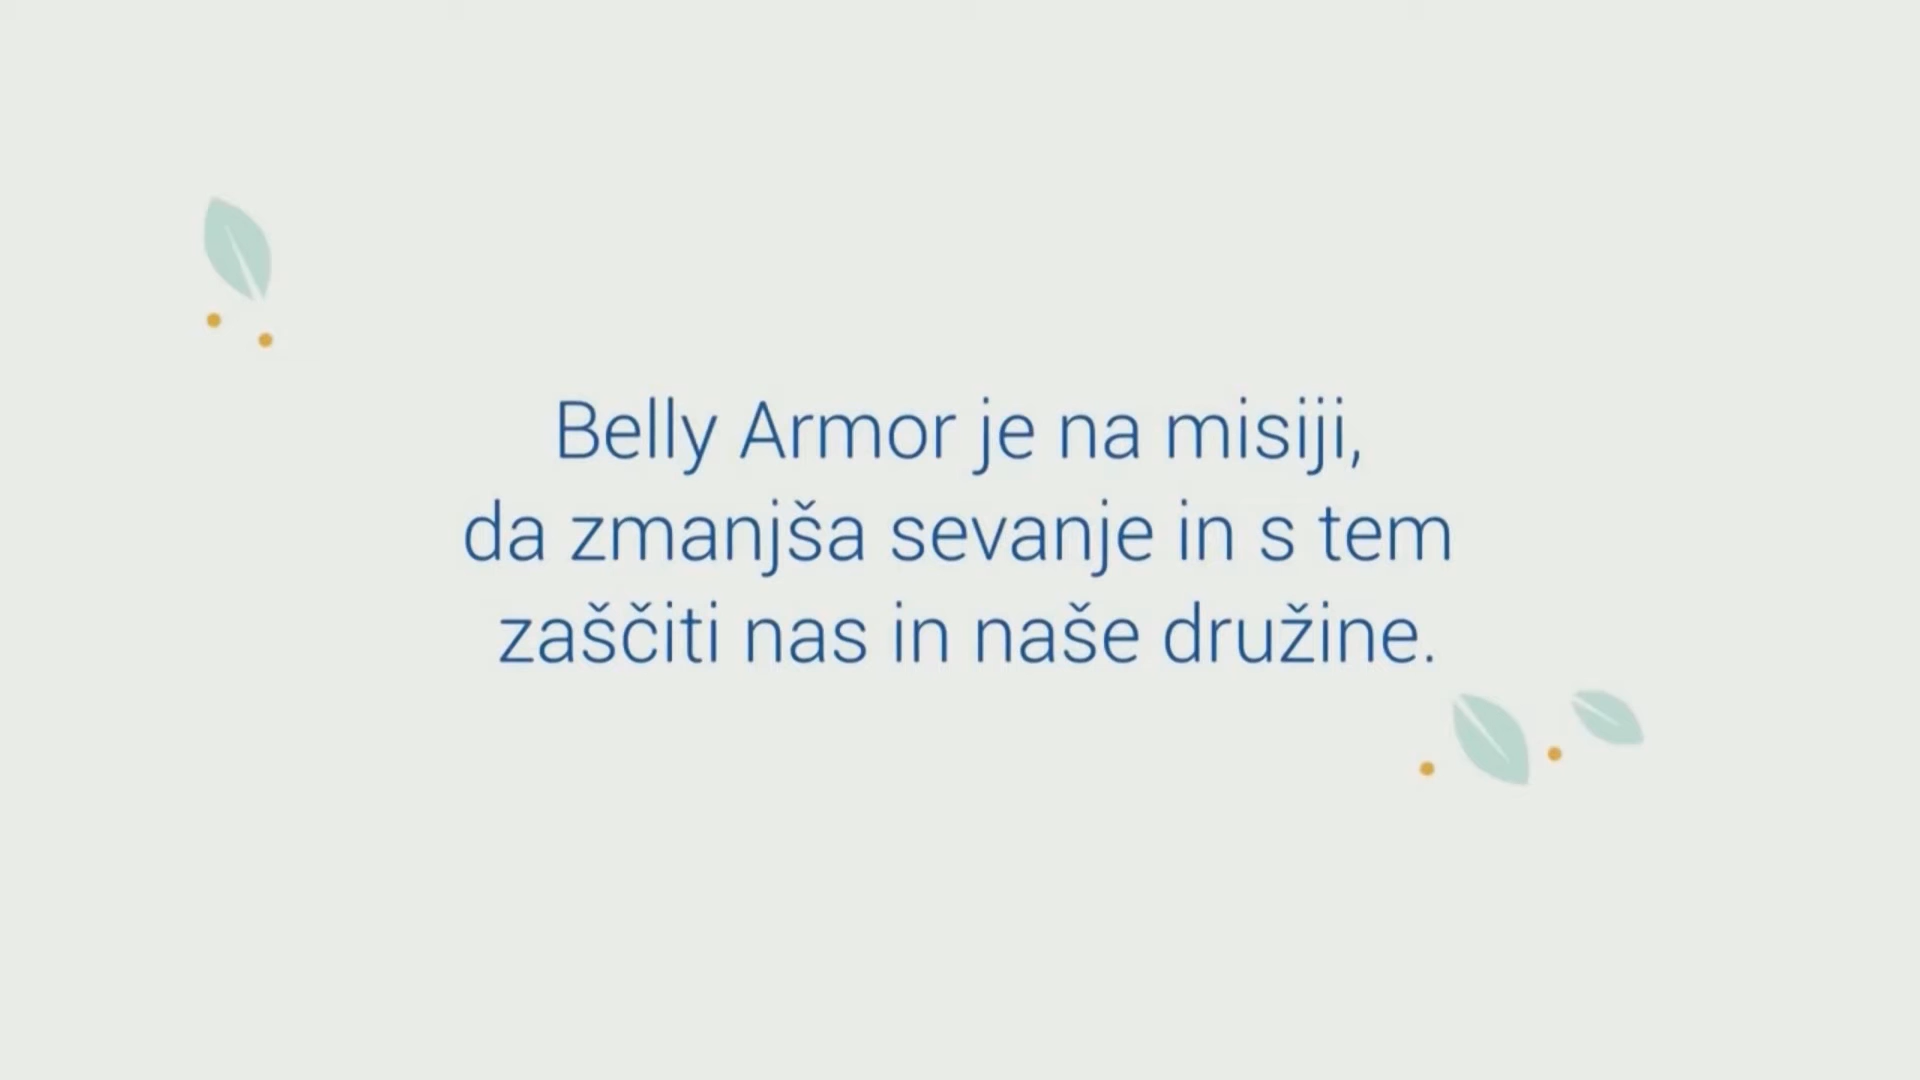 Belly Armor je na misiji,
da zmanjša sevanje in s tem
zaščiti nas in naše družine.